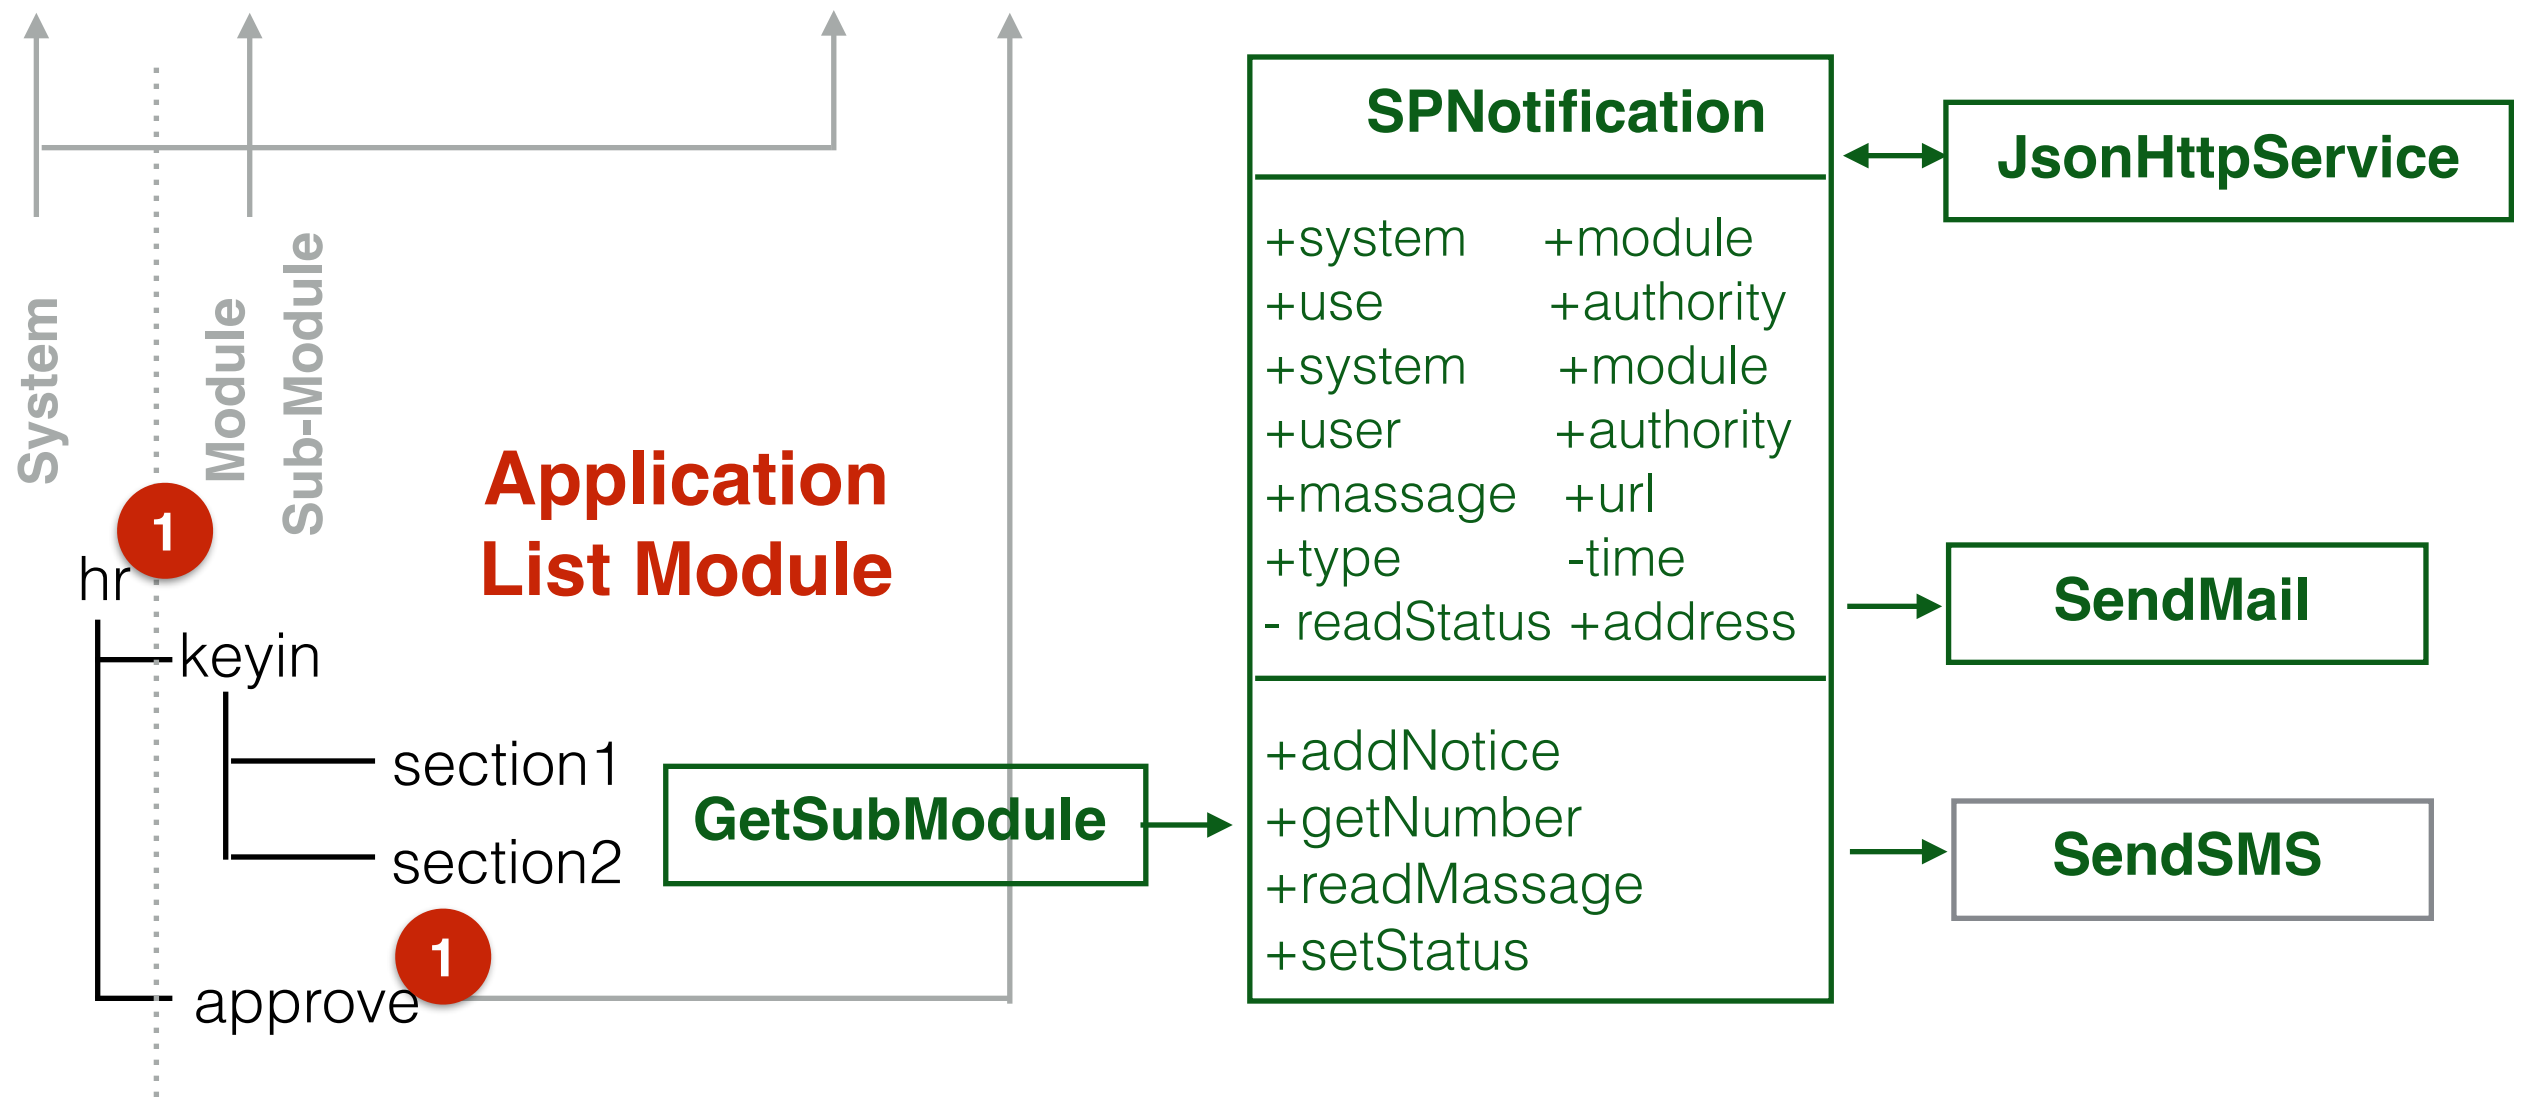 System
Module
Sub-Module
Application
List Module
1
hr
keyin
section1
section2
1
approve
GetSubModule
SPNotification
+system +module
+use +authority
+system +module
+user +authority
+massage +url
+type -time
- readStatus +address
+addNotice
+getNumber
+readMassage
+setStatus
JsonHttpService
SendMail
SendSMS